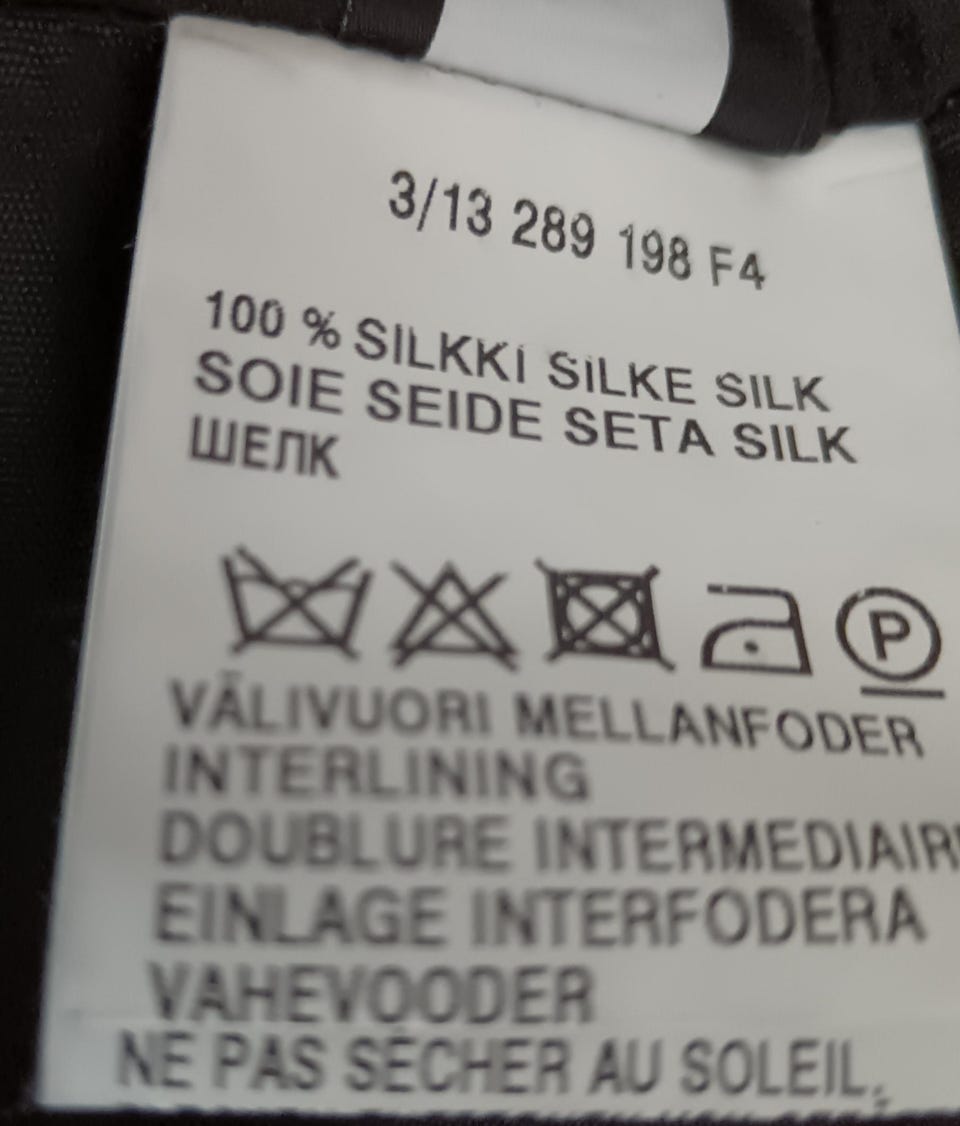 3/13 289 198 F4
100 % SILKKI SILKE SILK
SOIE SEIDE SETA SILK
ШЕЛК
P
VÄLIVUORI MELLANFODER
INTERLINING
DOUBLURE INTERMEDIAIR
EINLAGE INTERFODERA
VAHEVOODER
NE PAS SÉCHER AU SOLEIL.